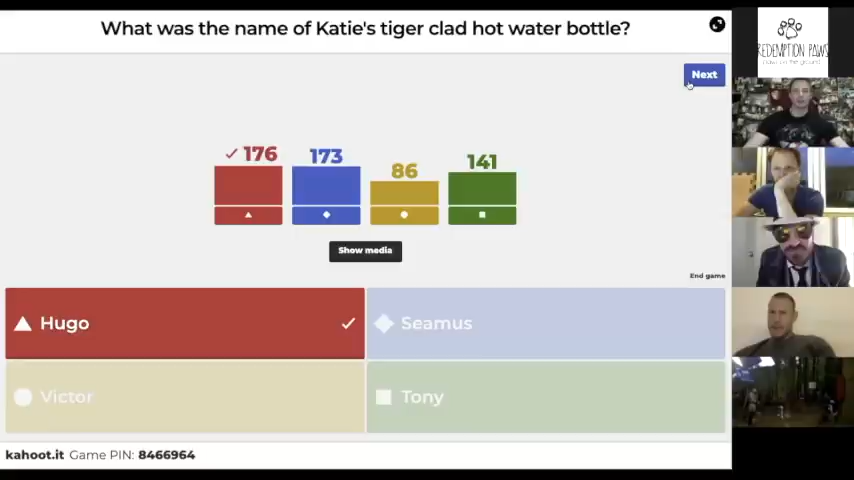 What was the name of Katie's tiger clad hot water bottle?
Next
176
173
86
141
Show media
End game
Hugo
Seamus
Victor
Tony
kahoot.it Game PIN: 8466964
REDEMPTION PAWS